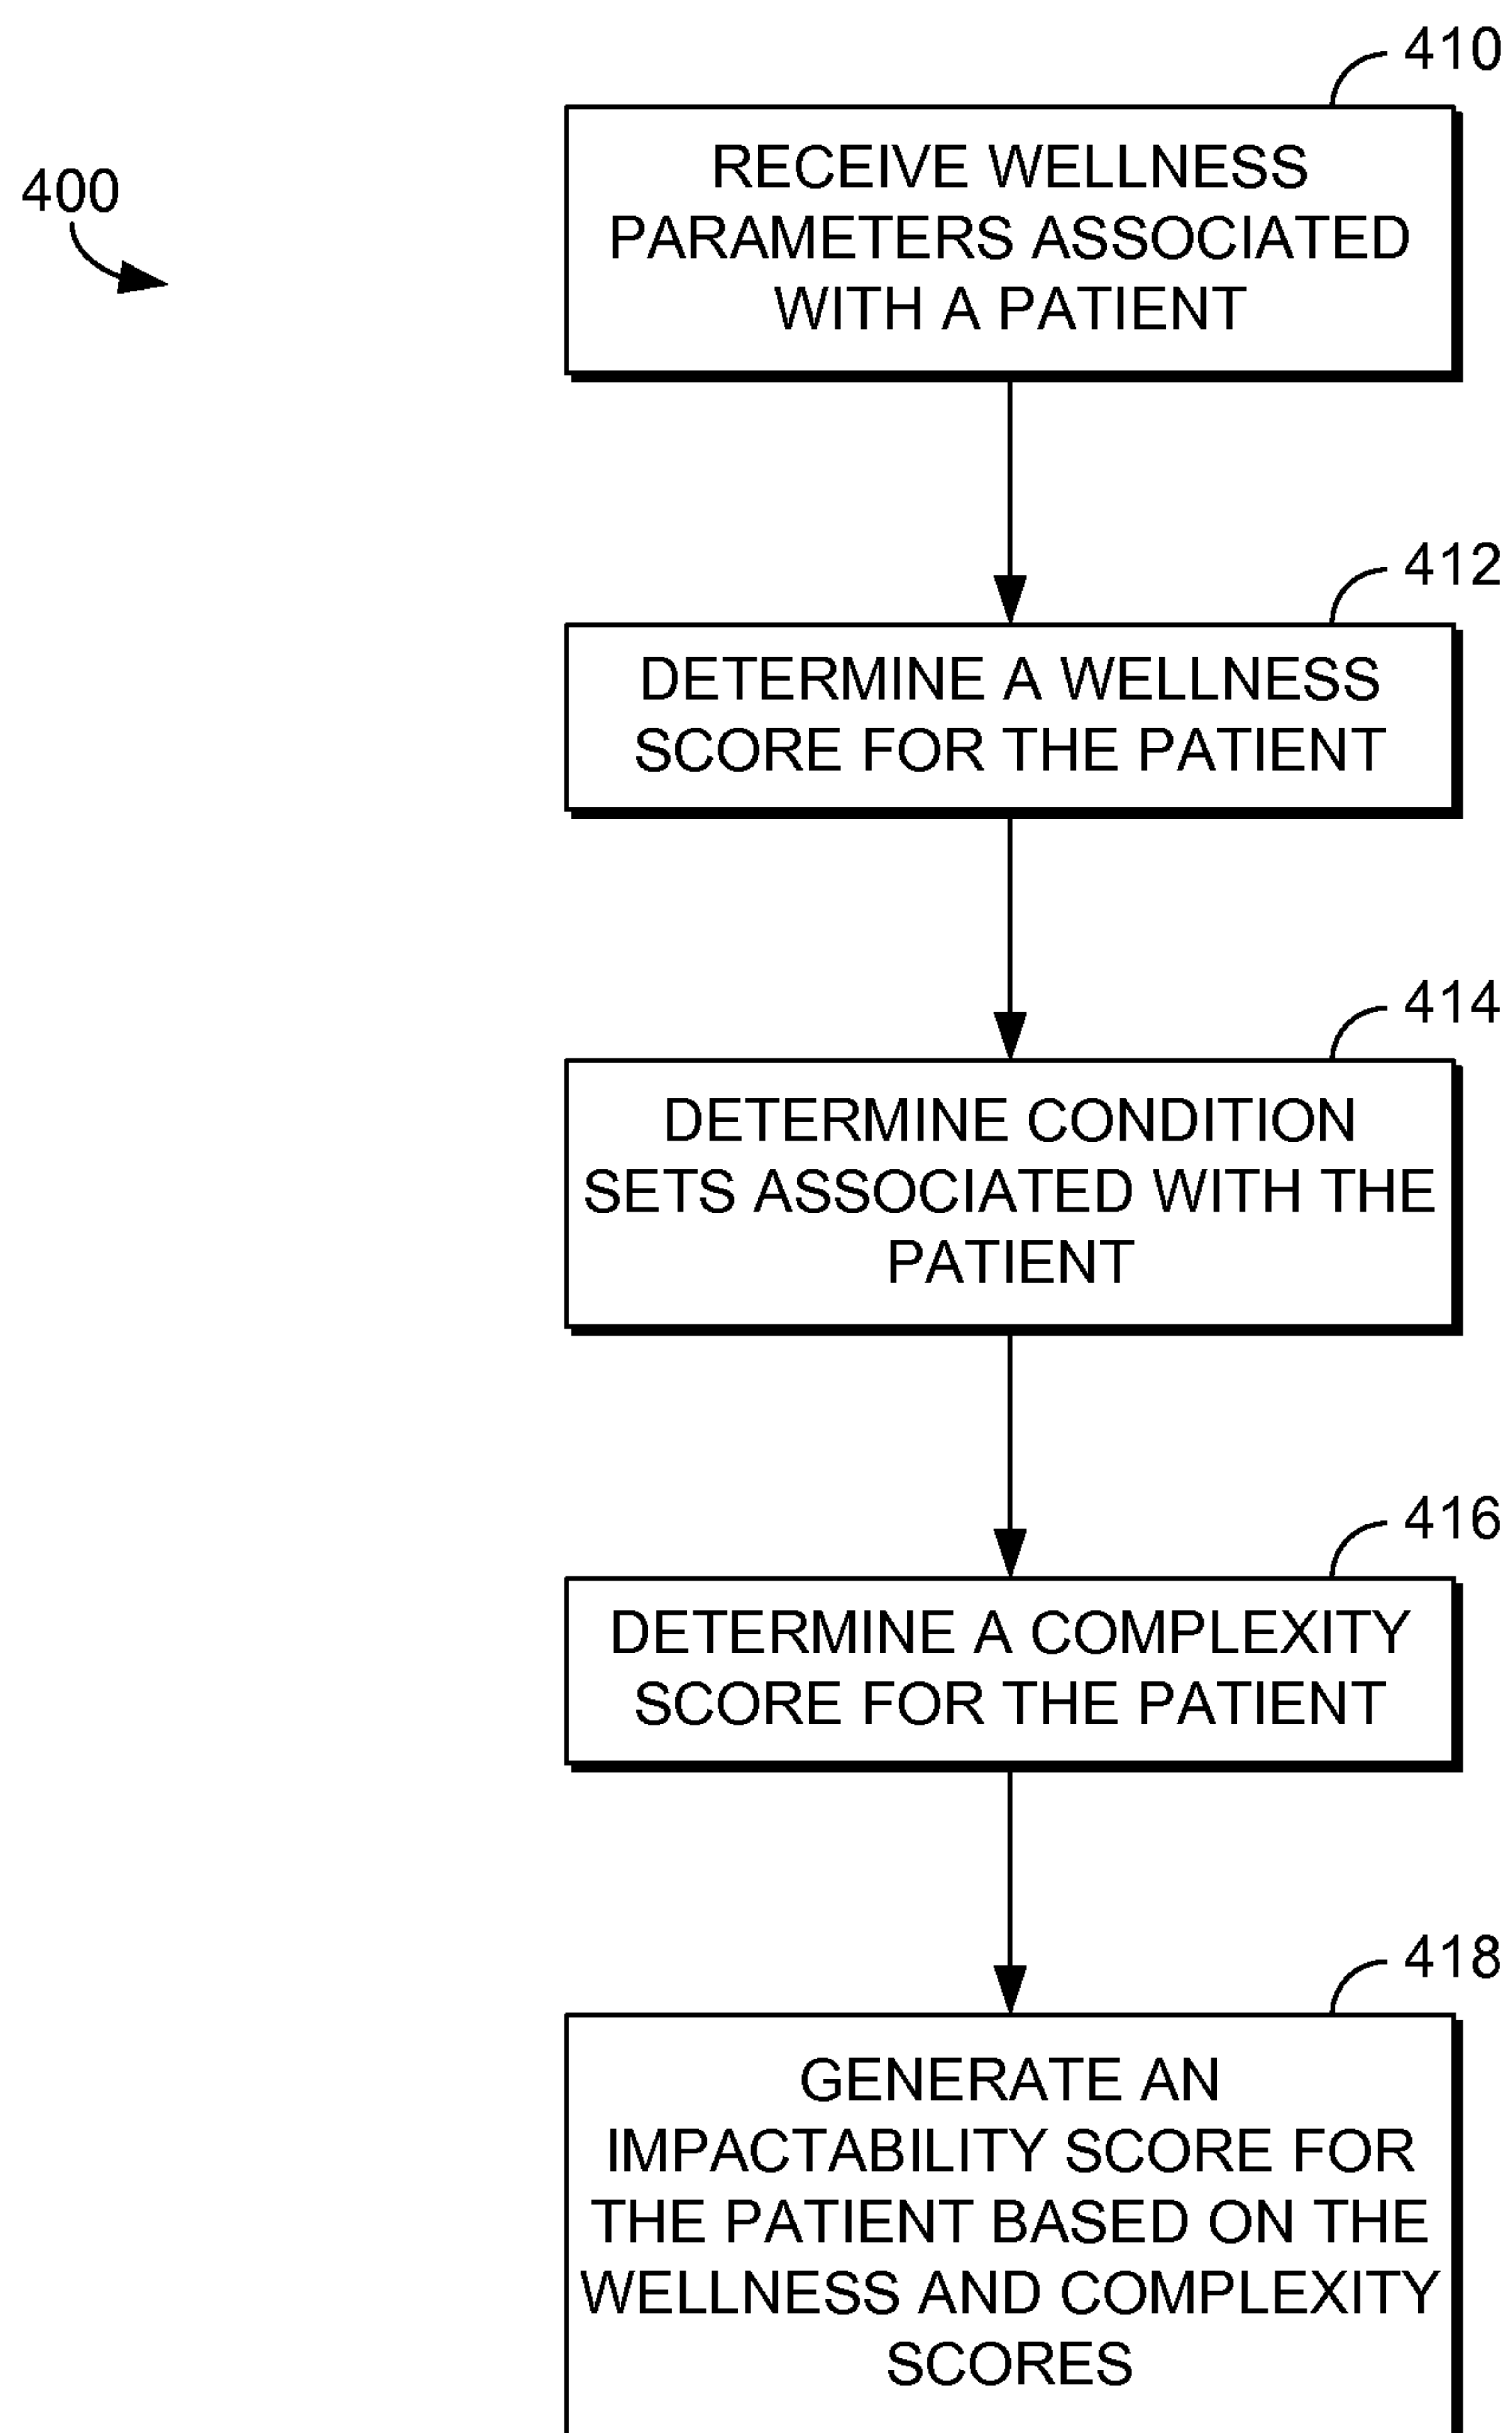 410
400
RECEIVE WELLNESS
PARAMETERS ASSOCIATED
WITH A PATIENT
412
DETERMINE A WELLNESS
SCORE FOR THE PATIENT
414
DETERMINE CONDITION
SETS ASSOCIATED WITH THE
PATIENT
416
DETERMINE A COMPLEXITY
SCORE FOR THE PATIENT
418
GENERATE AN
IMPACTABILITY SCORE FOR
THE PATIENT BASED ON THE
WELLNESS AND COMPLEXITY
SCORES